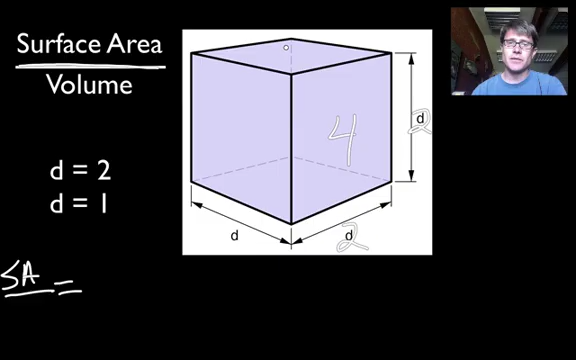 Surface Area
Volume
d = 2
d = 1
SA =
4
d
2
d
d
2